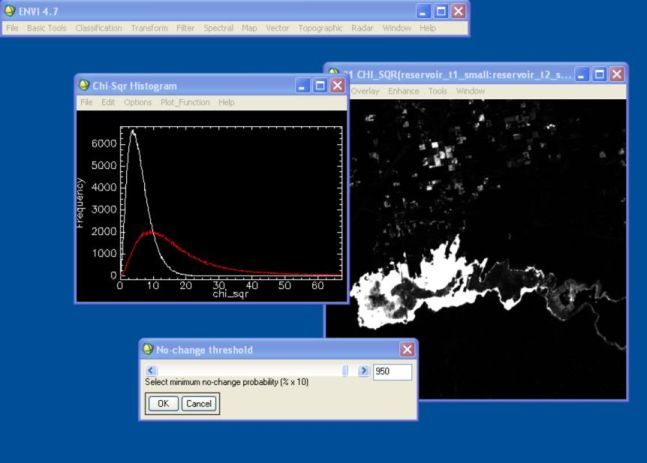 ENVI 4.7
File Basic Tools Classification Transform Filter Spectral Map Vector Topographic Radar Window Help
CHI_SQR(reservoir_t1_small:reservoir_t2_s...
Overlay Enhance Tools Window
Chi-Sqr Histogram
File Edit Options Plot_Function Help
6000
5000
4000
3000
2000
1000
0
Frequency
0 10 20 30 40 50 60
chi_sqr
No-change threshold
950
Select minimum no-change probability (% x 10)
OK Cancel